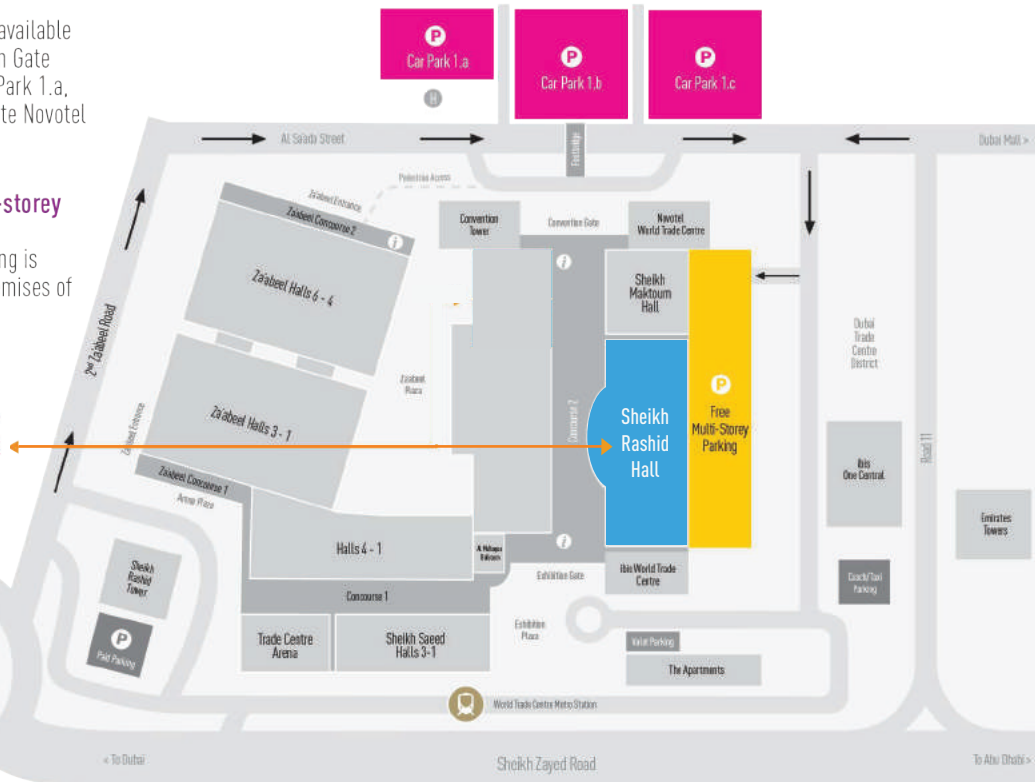 available
n Gate
Park 1.a,
te Novotel
-storey
ng is
mises of
P
Car Park 1.a
P
Car Park 1.b
P
Car Park 1.c
H
Al Saada Street
Footbridge
Dubai Mall >
Pedestrian Access
Za'abeel Entrance
Za'abeel Concourse 2
i
Convention
Tower
Convention Gate
Novotel
World Trade Centre
i
Za'abeel Halls 6 - 4
Sheikh
Maktoum
Hall
2nd Za'abeel Road
Dubai
Trade
Centre
District
Za'abeel
Plaza
Concourse 2
P
Free
Multi-Storey
Parking
Za'abeel Halls 3 - 1
Za'abeel Entrance
Sheikh
Rashid
Hall
Road 11
Ibis
One Central
Za'abeel Concourse 1
Arena Plaza
Emirates
Towers
Halls 4 - 1
i
Al Multaqua
Ballroom
Exhibition Gate
Ibis World Trade
Centre
Sheikh
Rashid
Tower
Coach/Taxi
Parking
Concourse 1
P
Paid Parking
Trade Centre
Arena
Sheikh Saeed
Halls 3-1
Exhibition
Plaza
Valet Parking
The Apartments
World Trade Centre Metro Station
< To Dubai
Sheikh Zayed Road
To Abu Dhabi >